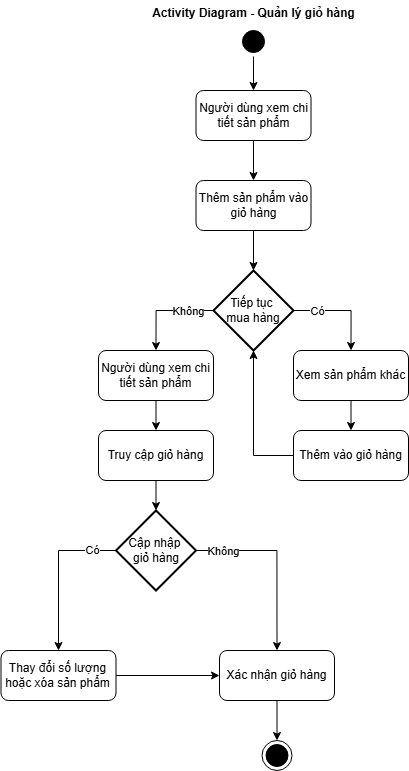 Activity Diagram - Quản lý giỏ hàng
Người dùng xem chi
tiết sản phẩm
Thêm sản phẩm vào
giỏ hàng
Tiếp tục
mua hàng
Không
Có
Người dùng xem chi
tiết sản phẩm
Xem sản phẩm khác
Truy cập giỏ hàng
Thêm vào giỏ hàng
Cập nhập
giỏ hàng
Có
Không
Thay đổi số lượng
hoặc xóa sản phẩm
Xác nhận giỏ hàng